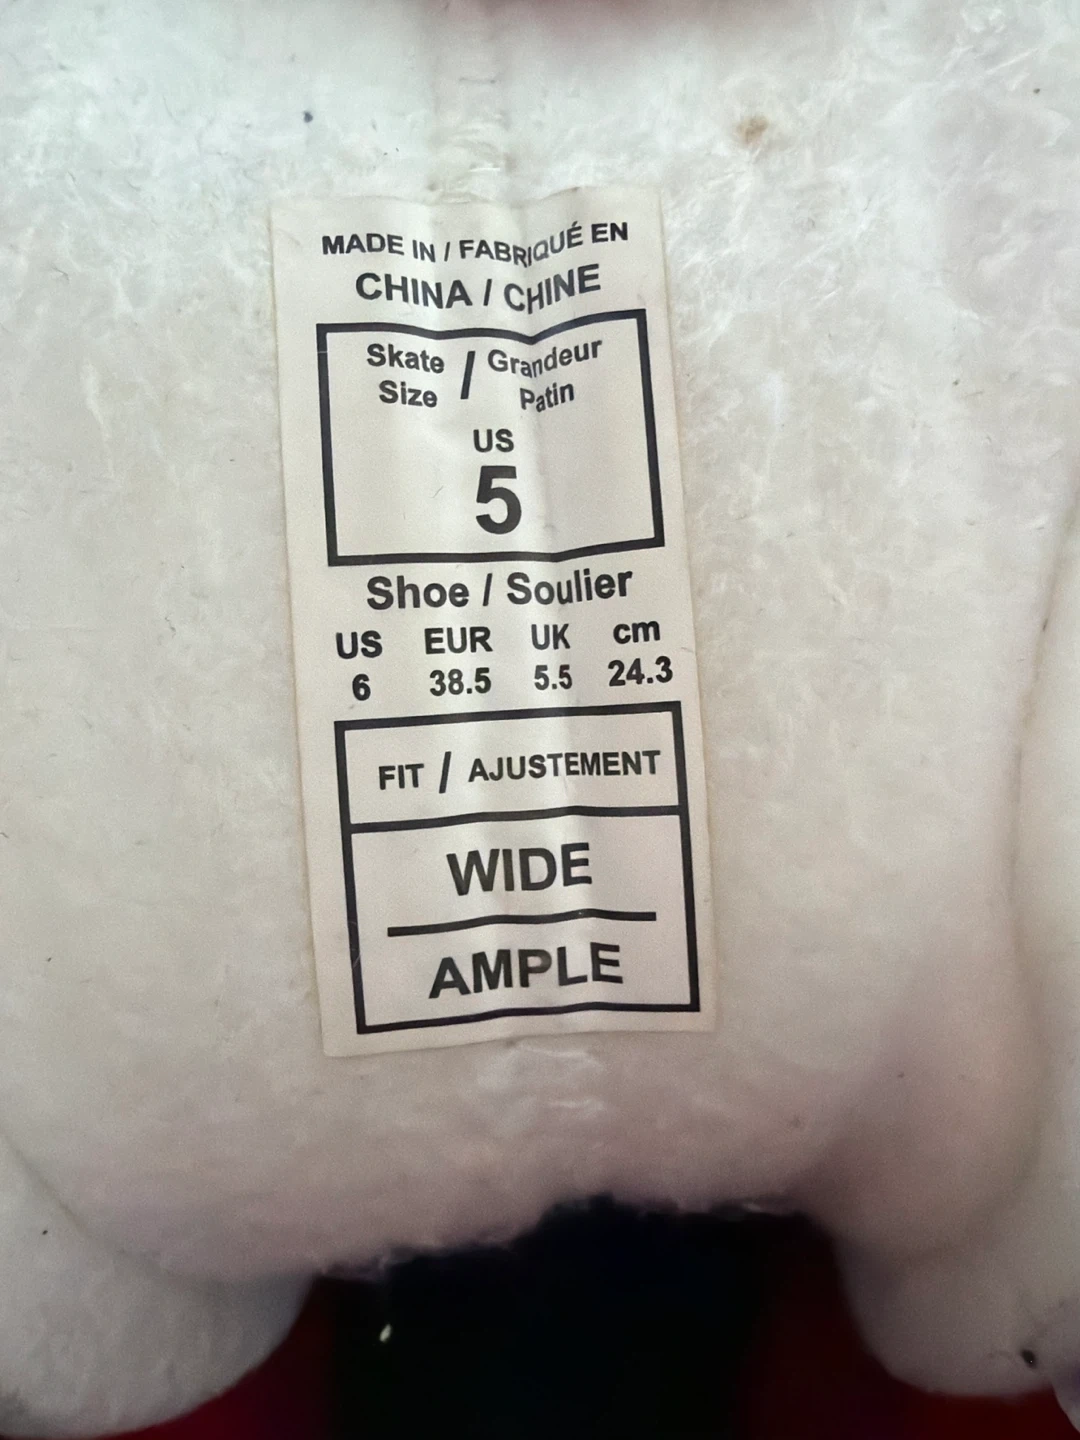 MADE IN / FABRIQUÉ EN
CHINA / CHINE
Skate Size / Grandeur Patin
US
5
Shoe / Soulier
US EUR UK cm
6 38.5 5.5 24.3
FIT / AJUSTEMENT
WIDE
AMPLE